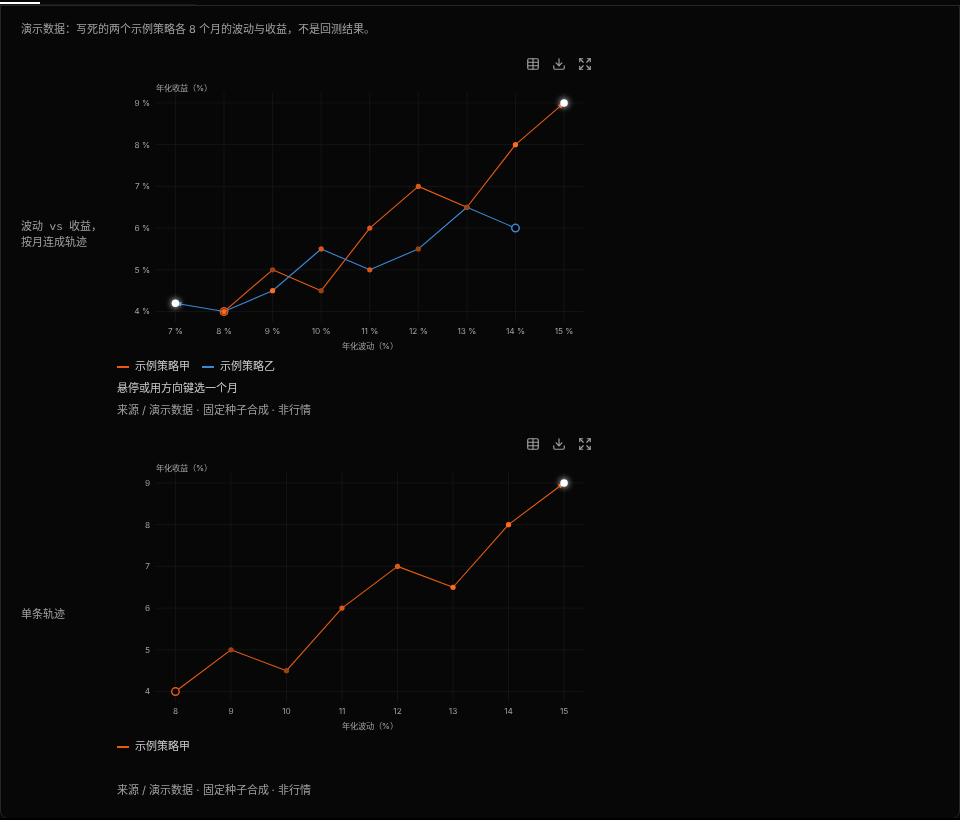 演示数据：写死的两个示例策略各 8 个月的波动与收益，不是回测结果。
波动 vs 收益，
按月连成轨迹
年化收益（%）
9 %
8 %
7 %
6 %
5 %
4 %
7 %
8 %
9 %
10 %
11 %
12 %
13 %
14 %
15 %
年化波动（%）
示例策略甲
示例策略乙
悬停或用方向键选一个月
来源 / 演示数据 · 固定种子合成 · 非行情
单条轨迹
年化收益（%）
9
8
7
6
5
4
8
9
10
11
12
13
14
15
年化波动（%）
示例策略甲
来源 / 演示数据 · 固定种子合成 · 非行情